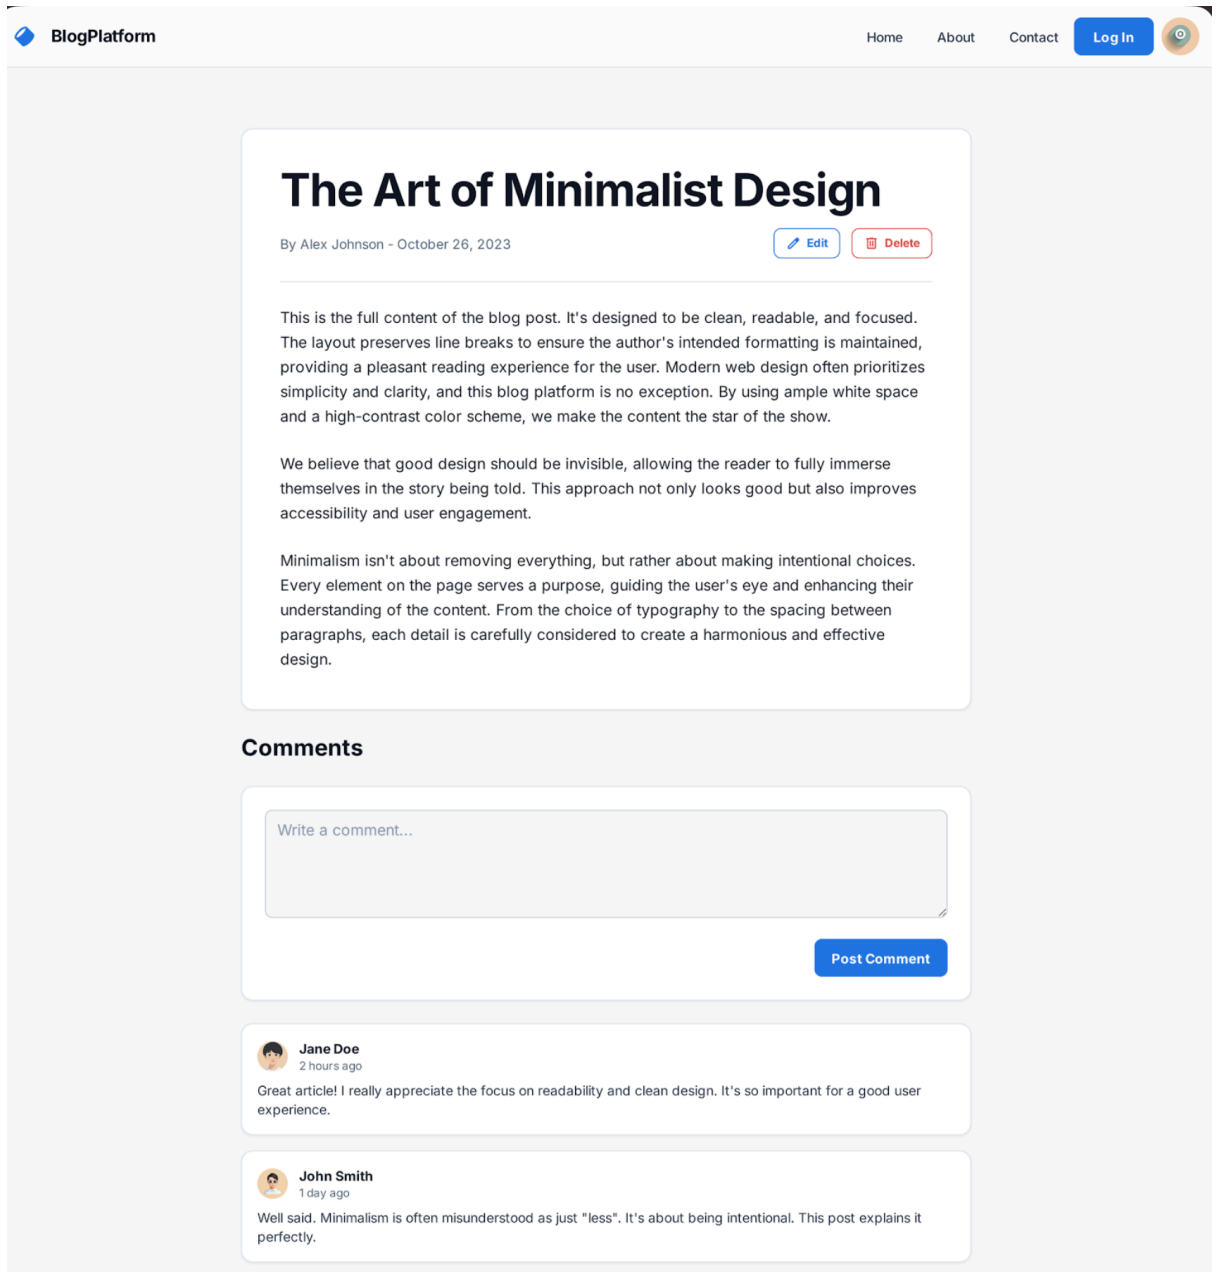 BlogPlatform
Home
About
Contact
Log In
The Art of Minimalist Design
By Alex Johnson - October 26, 2023
Edit
Delete
This is the full content of the blog post. It's designed to be clean, readable, and focused.
The layout preserves line breaks to ensure the author's intended formatting is maintained,
providing a pleasant reading experience for the user. Modern web design often prioritizes
simplicity and clarity, and this blog platform is no exception. By using ample white space
and a high-contrast color scheme, we make the content the star of the show.
We believe that good design should be invisible, allowing the reader to fully immerse
themselves in the story being told. This approach not only looks good but also improves
accessibility and user engagement.
Minimalism isn't about removing everything, but rather about making intentional choices.
Every element on the page serves a purpose, guiding the user's eye and enhancing their
understanding of the content. From the choice of typography to the spacing between
paragraphs, each detail is carefully considered to create a harmonious and effective
design.
Comments
Write a comment...
Post Comment
Jane Doe
2 hours ago
Great article! I really appreciate the focus on readability and clean design. It's so important for a good user
experience.
John Smith
1 day ago
Well said. Minimalism is often misunderstood as just "less". It's about being intentional. This post explains it
perfectly.